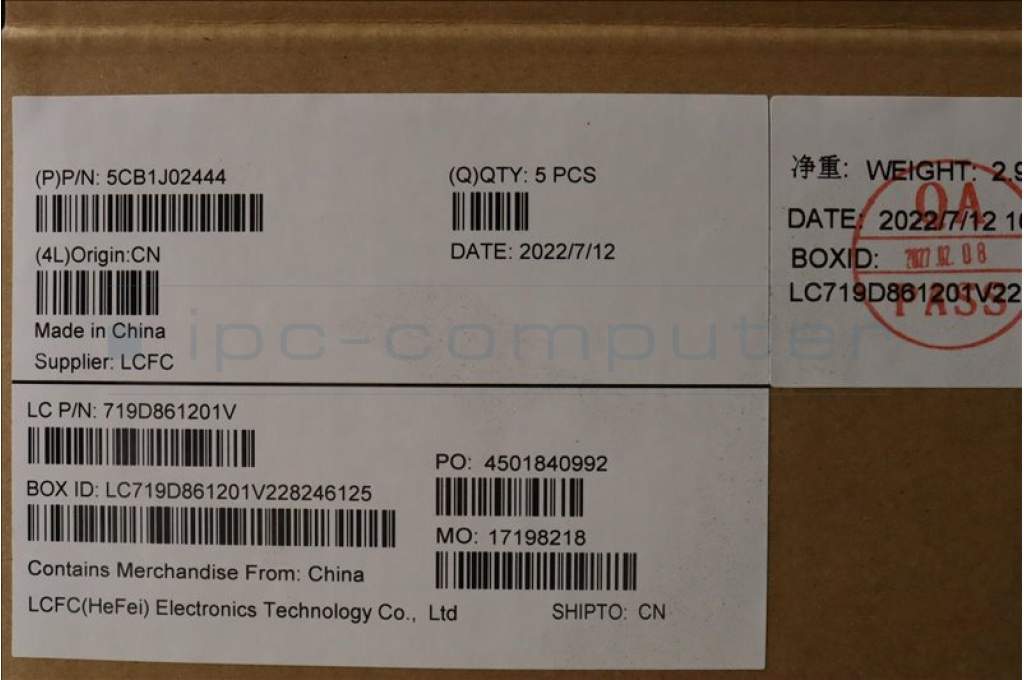 (P)P/N: 5CB1J02444
(Q)QTY: 5 PCS
(4L)Origin:CN
DATE: 2022/7/12
Made in China
Supplier: LCFC
净重: WEIGHT: 2.9
DATE: 2022/7/12 1
BOXID:
LC719D861201V22
QA
PASS
ipc-computer
LC P/N: 719D861201V
PO: 4501840992
BOX ID: LC719D861201V228246125
MO: 17198218
Contains Merchandise From: China
LCFC(HeFei) Electronics Technology Co., Ltd
SHIPTO: CN